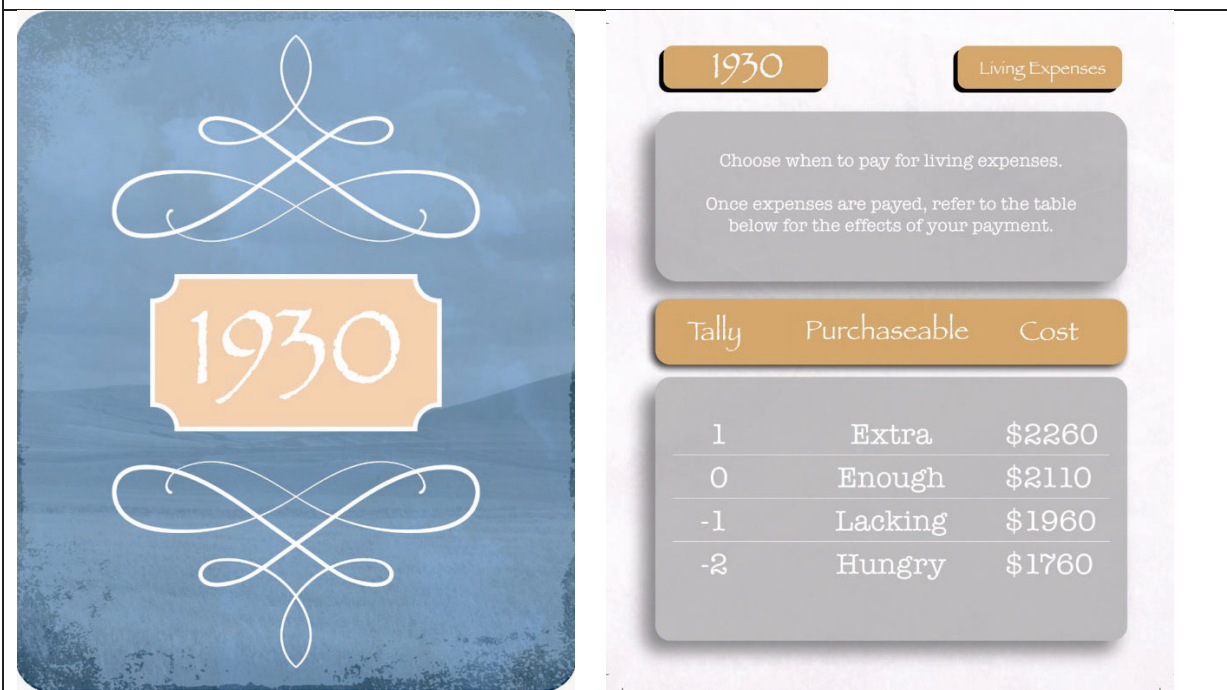 1930
1930
Living Expenses
Choose when to pay for living expenses.
Once expenses are payed, refer to the table
below for the effects of your payment.
Tally Purchaseable Cost
1 Extra $2260
0 Enough $2110
-1 Lacking $1960
-2 Hungry $1760